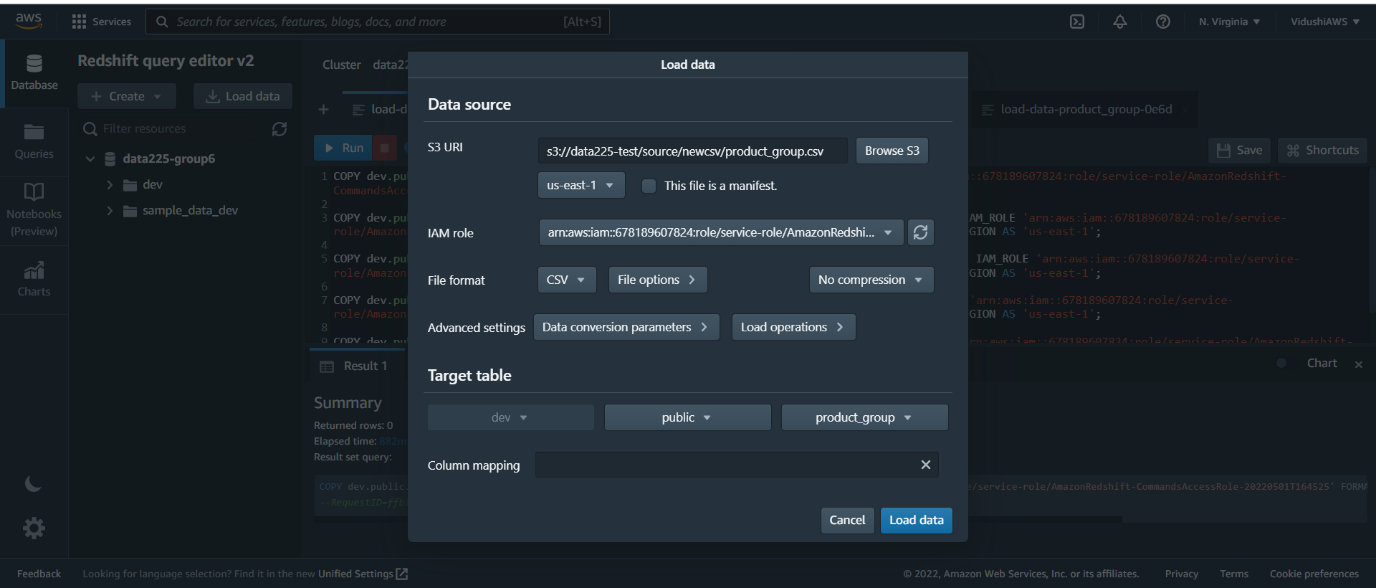 aws
Services
Search for services, features, blogs, docs, and more
[Alt+S]
N. Virginia
VidushiAWS
Database
Queries
Notebooks
(Preview)
Charts
Redshift query editor v2
+ Create
Load data
Filter resources
data225-group6
dev
sample_data_dev
Cluster data22
load-d
load-data-product_group-0e6d
Run
Save
Shortcuts
1 COPY dev.pu
::678189607824:role/service-role/AmazonRedshift-
CommandsAcc
2
3 COPY dev.pu
AM_ROLE 'arn:aws:iam::678189607824:role/service-
role/Amazon
GION AS 'us-east-1';
4
5 COPY dev.pu
IAM_ROLE 'arn:aws:iam::678189607824:role/service-
role/Amazon
GION AS 'us-east-1';
6
7 COPY dev.pu
'arn:aws:iam::678189607824:role/service-
role/Amazon
GION AS 'us-east-1';
8
9 COPY dev.pu
Result 1
Chart
Summary
Returned rows: 0
Elapsed time:
Result set query:
COPY dev.public.
/service-role/AmazonRedshift-CommandsAccessRole-20220501T164525' FORMA
Load data
Data source
S3 URI
s3://data225-test/source/newcsv/product_group.csv
Browse S3
us-east-1
This file is a manifest.
IAM role
arn:aws:iam::678189607824:role/service-role/AmazonRedshi...
File format
CSV
File options
No compression
Advanced settings
Data conversion parameters
Load operations
Target table
dev
public
product_group
Column mapping
Cancel
Load data
Feedback
Looking for language selection? Find it in the new Unified Settings
© 2022, Amazon Web Services, Inc. or its affiliates.
Privacy
Terms
Cookie preferences